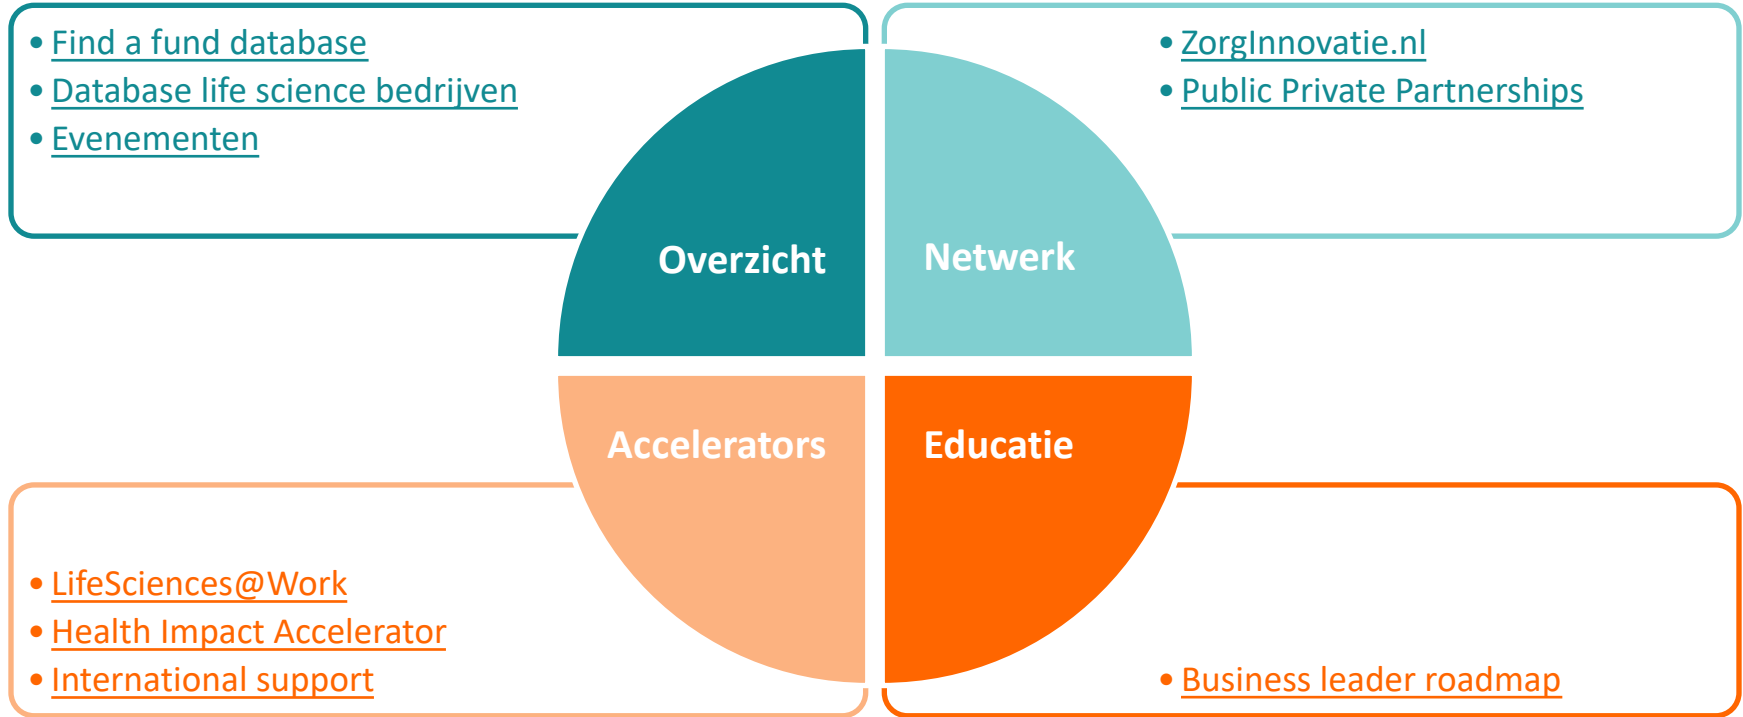 • Find a fund database
• Database life science bedrijven
• Evenementen
• ZorgInnovatie.nl
• Public Private Partnerships
Overzicht
Netwerk
Accelerators
Educatie
• LifeSciences@Work
• Health Impact Accelerator
• International support
• Business leader roadmap